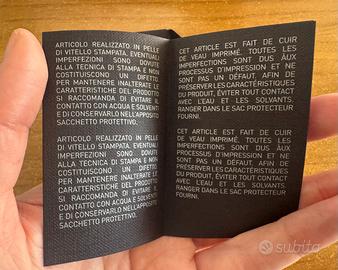 ARTICOLO REALIZZATO IN PELLE
DI VITELLO STAMPATA. EVENTUALI
IMPERFEZIONI SONO DOVUTE
ALLA TECNICA DI STAMPA E NON
COSTITUISCONO UN DIFETTO.
PER MANTENERE INALTERATE LE
CARATTERISTICHE DEL PRODOTTO
SI RACCOMANDA DI EVITARE IL
CONTATTO CON ACQUA E SOLVENTI
E DI CONSERVARLO NELL'APPOSITO
SACCHETTO PROTETTIVO.
ARTICOLO REALIZZATO IN PELLE
DI VITELLO STAMPATA. EVENTUALI
IMPERFEZIONI SONO DOVUTE
ALLA TECNICA DI STAMPA E NON
COSTITUISCONO UN DIFETTO.
PER MANTENERE INALTERATE LE
CARATTERISTICHE DEL PRODOTTO
SI RACCOMANDA DI EVITARE IL
CONTATTO CON ACQUA E SOLVENTI
E DI CONSERVARLO NELL'APPOSITO
SACCHETTO PROTETTIVO.
CET ARTICLE EST FAIT DE CUIR
DE VEAU IMPRIMÉ. TOUTES LES
IMPERFECTIONS SONT DUS AUX
PROCESSUS D'IMPRESSION ET NE
SONT PAS UN DÉFAUT. AFIN DE
PRÉSERVER LES CARACTÉRISTIQUES
DU PRODUIT, ÉVITER TOUT CONTACT
AVEC L'EAU ET LES SOLVANTS.
RANGER DANS LE SAC PROTECTEUR
FOURNI.
CET ARTICLE EST FAIT DE CUIR
DE VEAU IMPRIMÉ. TOUTES LES
IMPERFECTIONS SONT DUS AUX
PROCESSUS D'IMPRESSION ET NE
SONT PAS UN DÉFAUT. AFIN DE
PRÉSERVER LES CARACTÉRISTIQUES
DU PRODUIT, ÉVITER TOUT CONTACT
AVEC L'EAU ET LES SOLVANTS.
RANGER DANS LE SAC PROTECTEUR
FOURNI.
subito